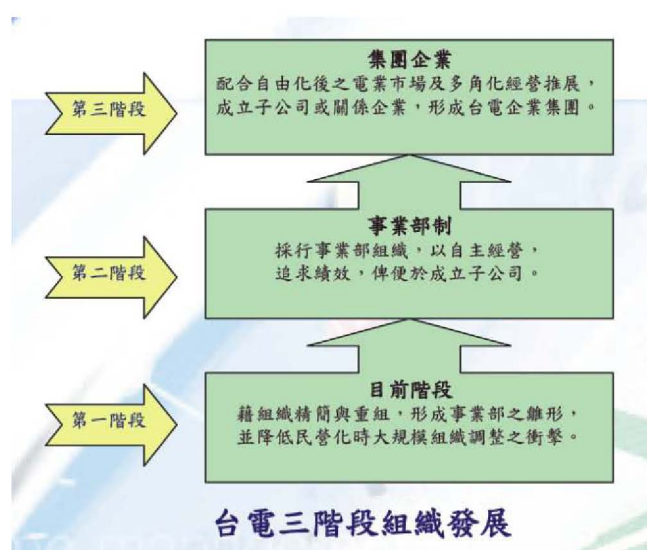 集團企業
配合自由化後之電業市場及多角化經營推展，
成立子公司或關係企業，形成台電企業集團。
第三階段
事業部制
採行事業部組織，以自主經營，
追求績效，俾便於成立子公司。
第二階段
目前階段
藉組織精簡與重組，形成事業部之雛形，
並降低民營化時大規模組織調整之衝擊。
第一階段
台電三階段組織發展